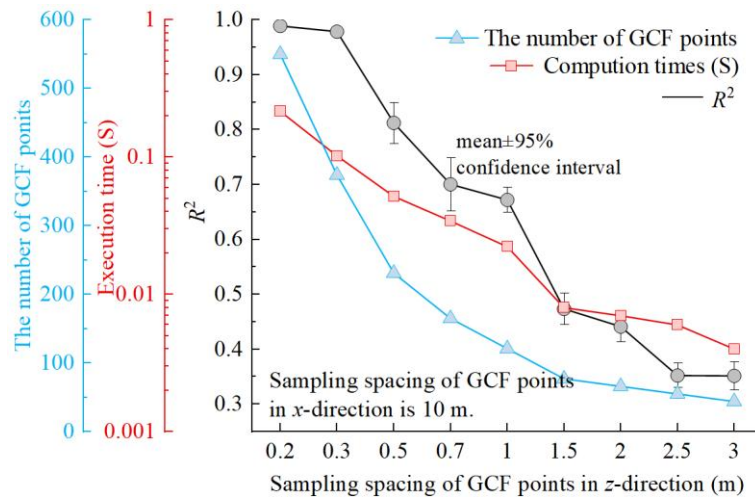 The number of GCF ponits
600
500
400
300
200
100
0
Execution time (S)
1
0.1
0.01
0.001
R²
1.0
0.9
0.8
0.7
0.6
0.5
0.4
0.3
The number of GCF points
Compution times (S)
R²
mean±95%
confidence interval
Sampling spacing of GCF points
in x-direction is 10 m.
0.2 0.3 0.5 0.7 1 1.5 2 2.5 3
Sampling spacing of GCF points in z-direction (m)